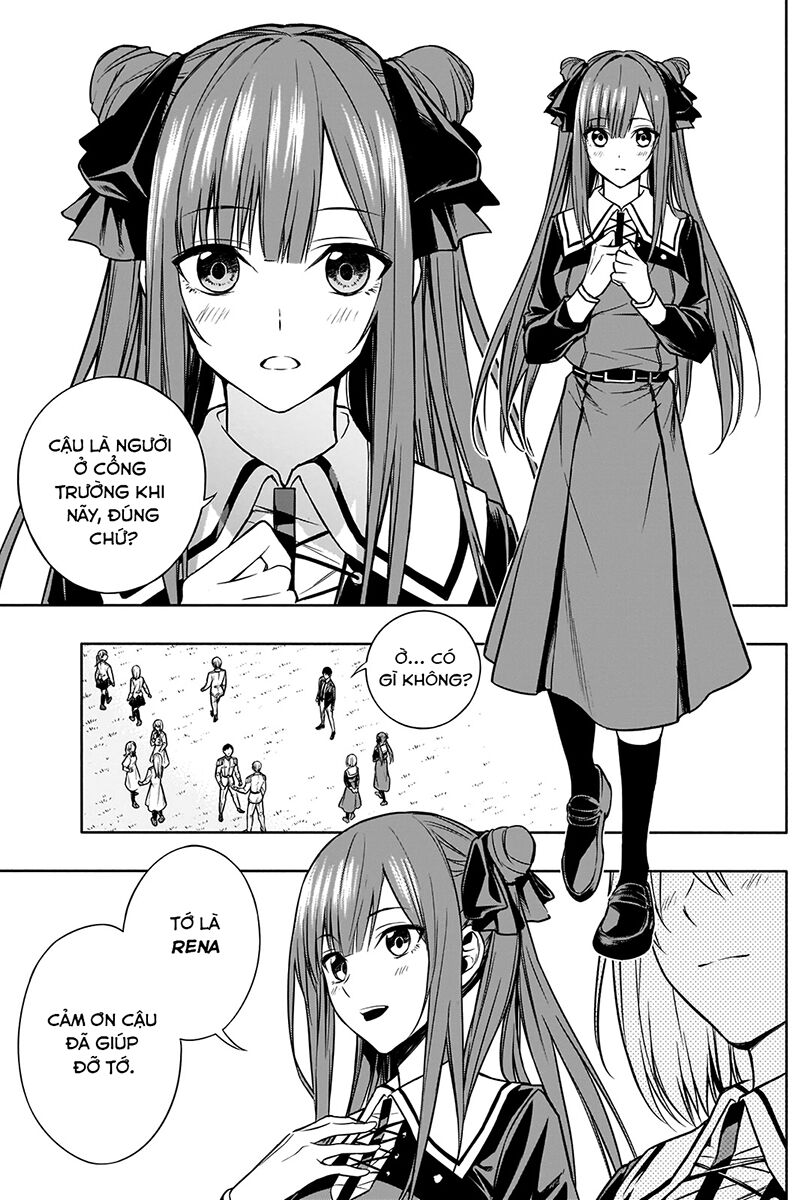 CẬU LÀ NGƯỜI
Ở CỔNG
TRƯỜNG KHI
NÃY, ĐÚNG
CHỨ?
Ờ... CÓ
GÌ KHÔNG?
TỚ LÀ
RENA
CẢM ƠN CẬU
ĐÃ GIÚP
ĐỠ TỚ.